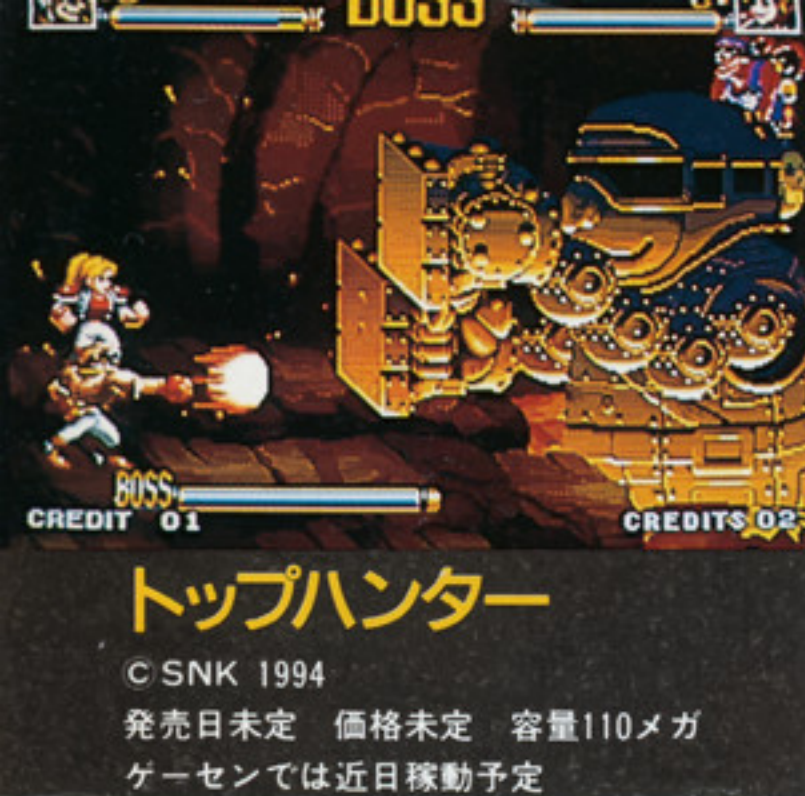 BOSS
BOSS
CREDIT 01
CREDITS 02
トップハンター
©SNK 1994
発売日未定 価格未定 容量110メガ
ゲーセンでは近日稼動予定